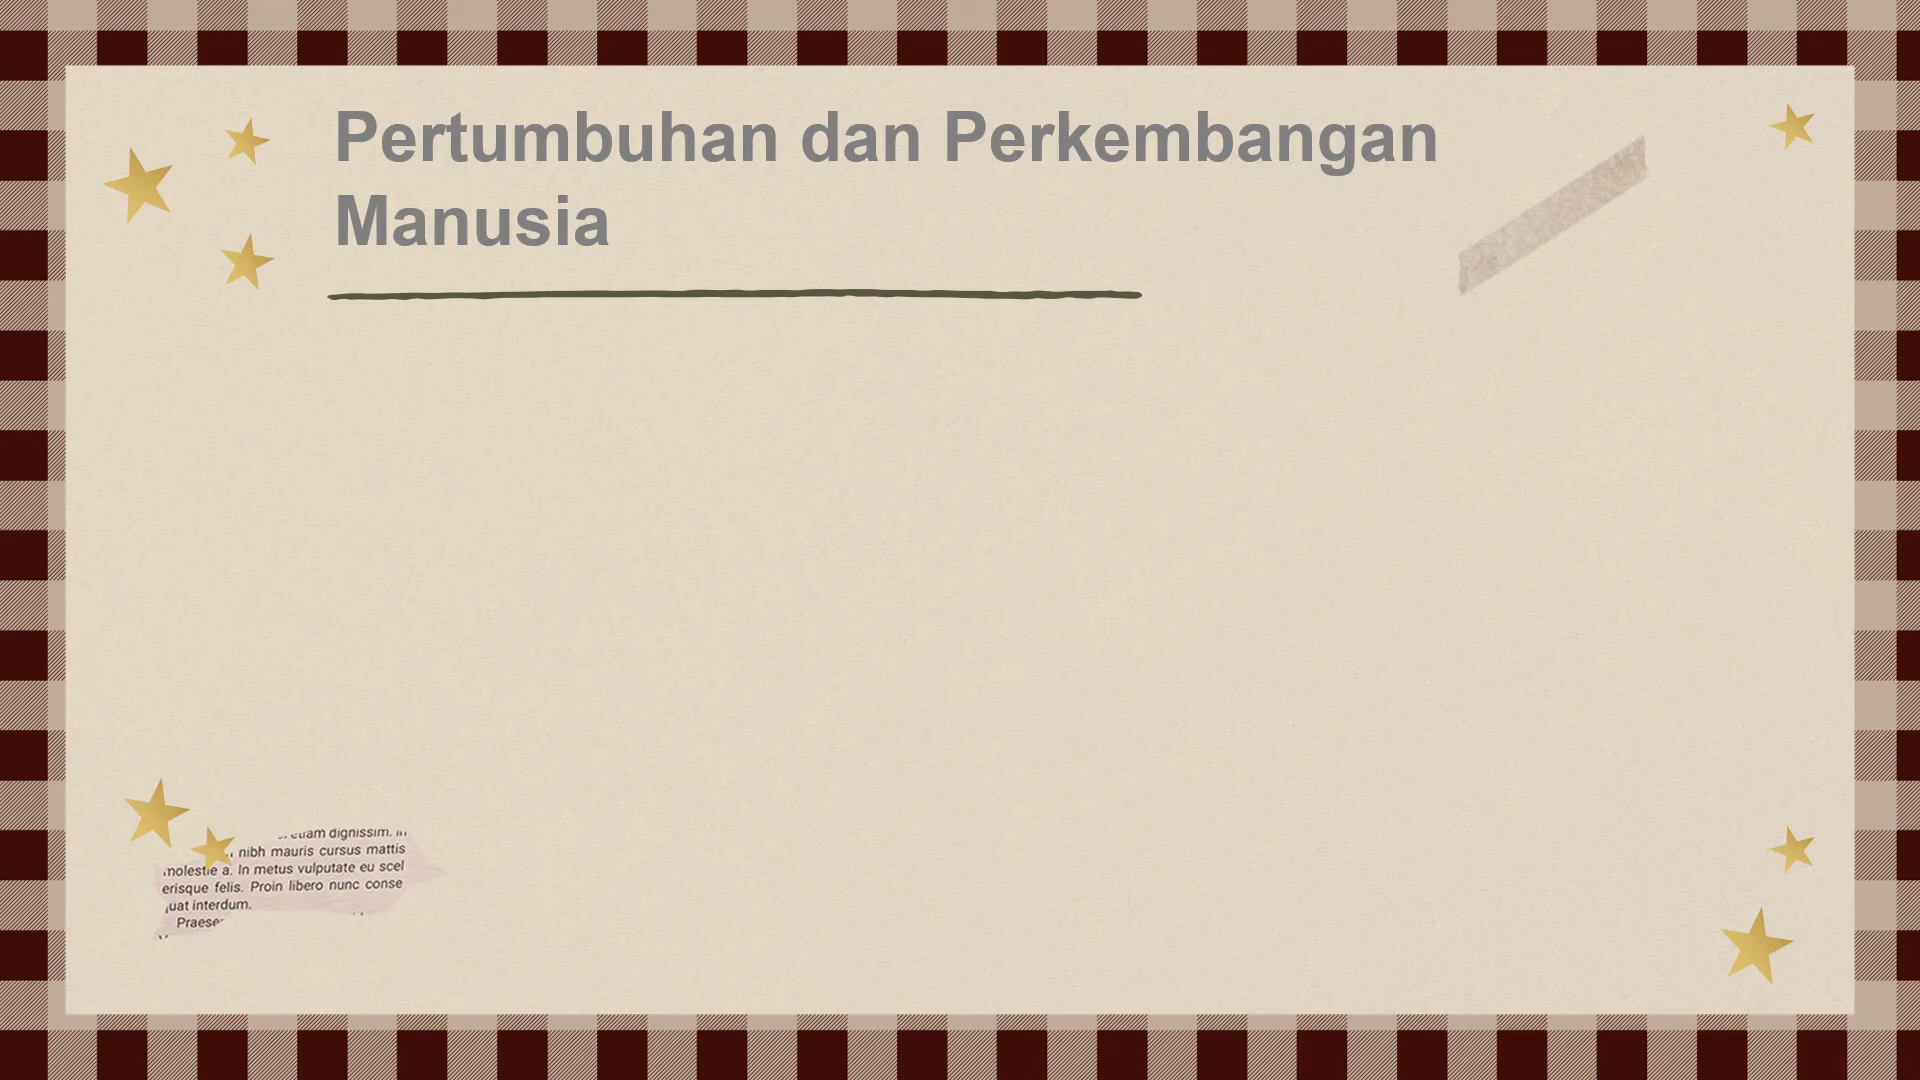 Pertumbuhan dan Perkembangan
Manusia
etiam dignissim. In
nibh mauris cursus mattis
molestie a. In metus vulputate eu scel
erisque felis. Proin libero nunc conse
quat interdum.